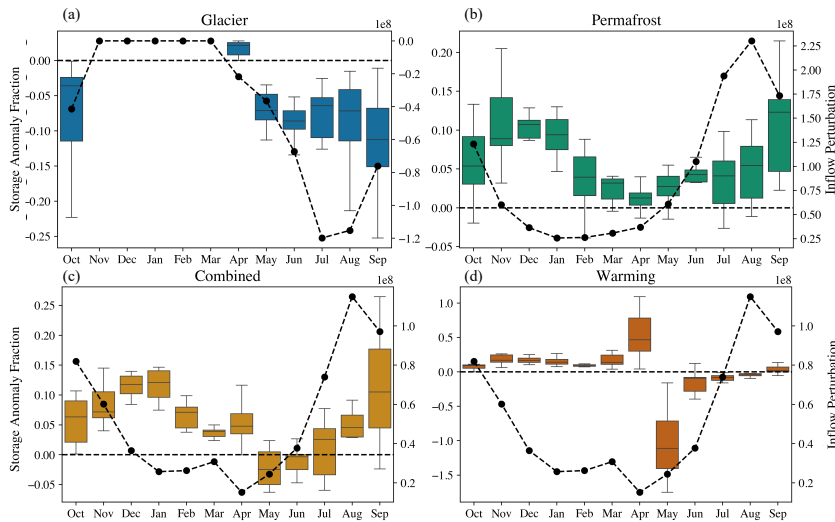 (a)
Glacier
1e8
Storage Anomaly Fraction
0.00
−0.05
−0.10
−0.15
−0.20
−0.25
0.0
−0.2
−0.4
−0.6
−0.8
−1.0
−1.2
Oct Nov Dec Jan Feb Mar Apr May Jun Jul Aug Sep
(b)
Permafrost
1e8
0.20
0.15
0.10
0.05
0.00
−0.05
2.25
2.00
1.75
1.50
1.25
1.00
0.75
0.50
0.25
Inflow Perturbation
Oct Nov Dec Jan Feb Mar Apr May Jun Jul Aug Sep
(c)
Combined
1e8
Storage Anomaly Fraction
0.25
0.20
0.15
0.10
0.05
0.00
−0.05
1.0
0.8
0.6
0.4
0.2
Oct Nov Dec Jan Feb Mar Apr May Jun Jul Aug Sep
(d)
Warming
1e8
1.0
0.5
0.0
−0.5
−1.0
−1.5
1.0
0.8
0.6
0.4
0.2
Inflow Perturbation
Oct Nov Dec Jan Feb Mar Apr May Jun Jul Aug Sep